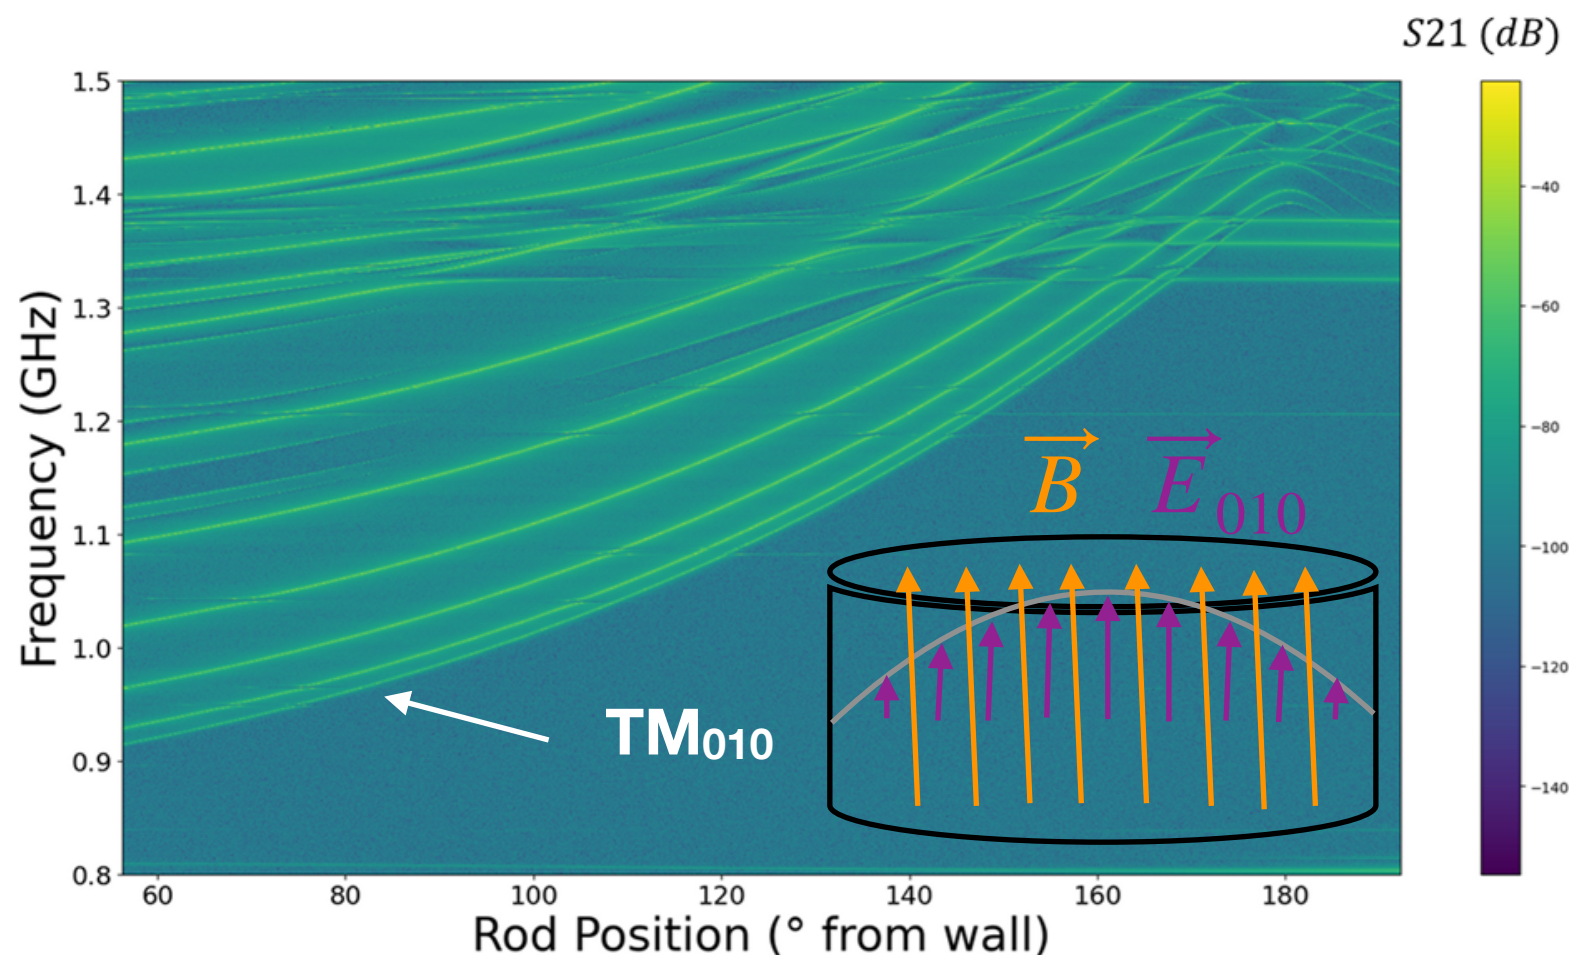 S21 (dB)
Frequency (GHz)
1.5
1.4
1.3
1.2
1.1
1.0
0.9
0.8
60 80 100 120 140 160 180
Rod Position (° from wall)
TM010
B E 010
−40
−60
−80
−100
−120
−140